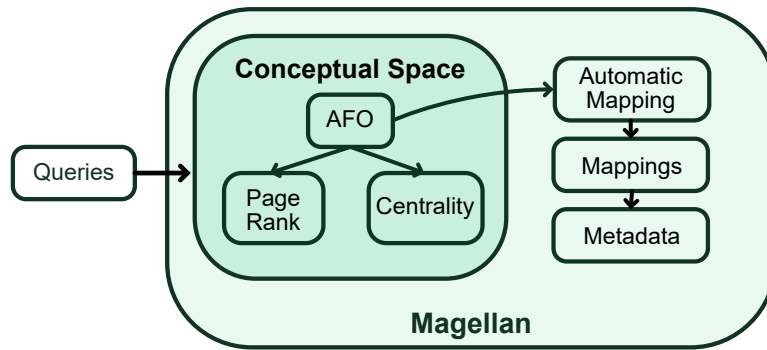 Conceptual Space
AFO
Automatic
Mapping
Queries
Page
Rank
Centrality
Mappings
Metadata
Magellan